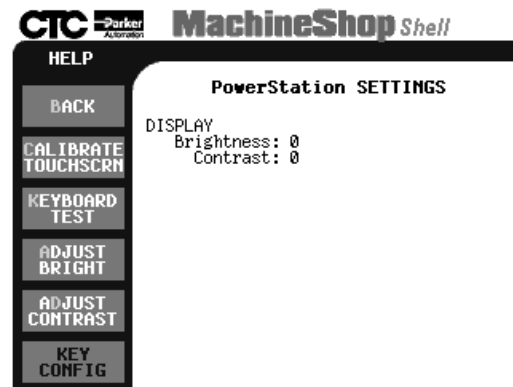 CTC Parker Automation MachineShop Shell
HELP
PowerStation SETTINGS
BACK
DISPLAY
Brightness: 0
Contrast: 0
CALIBRATE
TOUCHSCRN
KEYBOARD
TEST
ADJUST
BRIGHT
ADJUST
CONTRAST
KEY
CONFIG